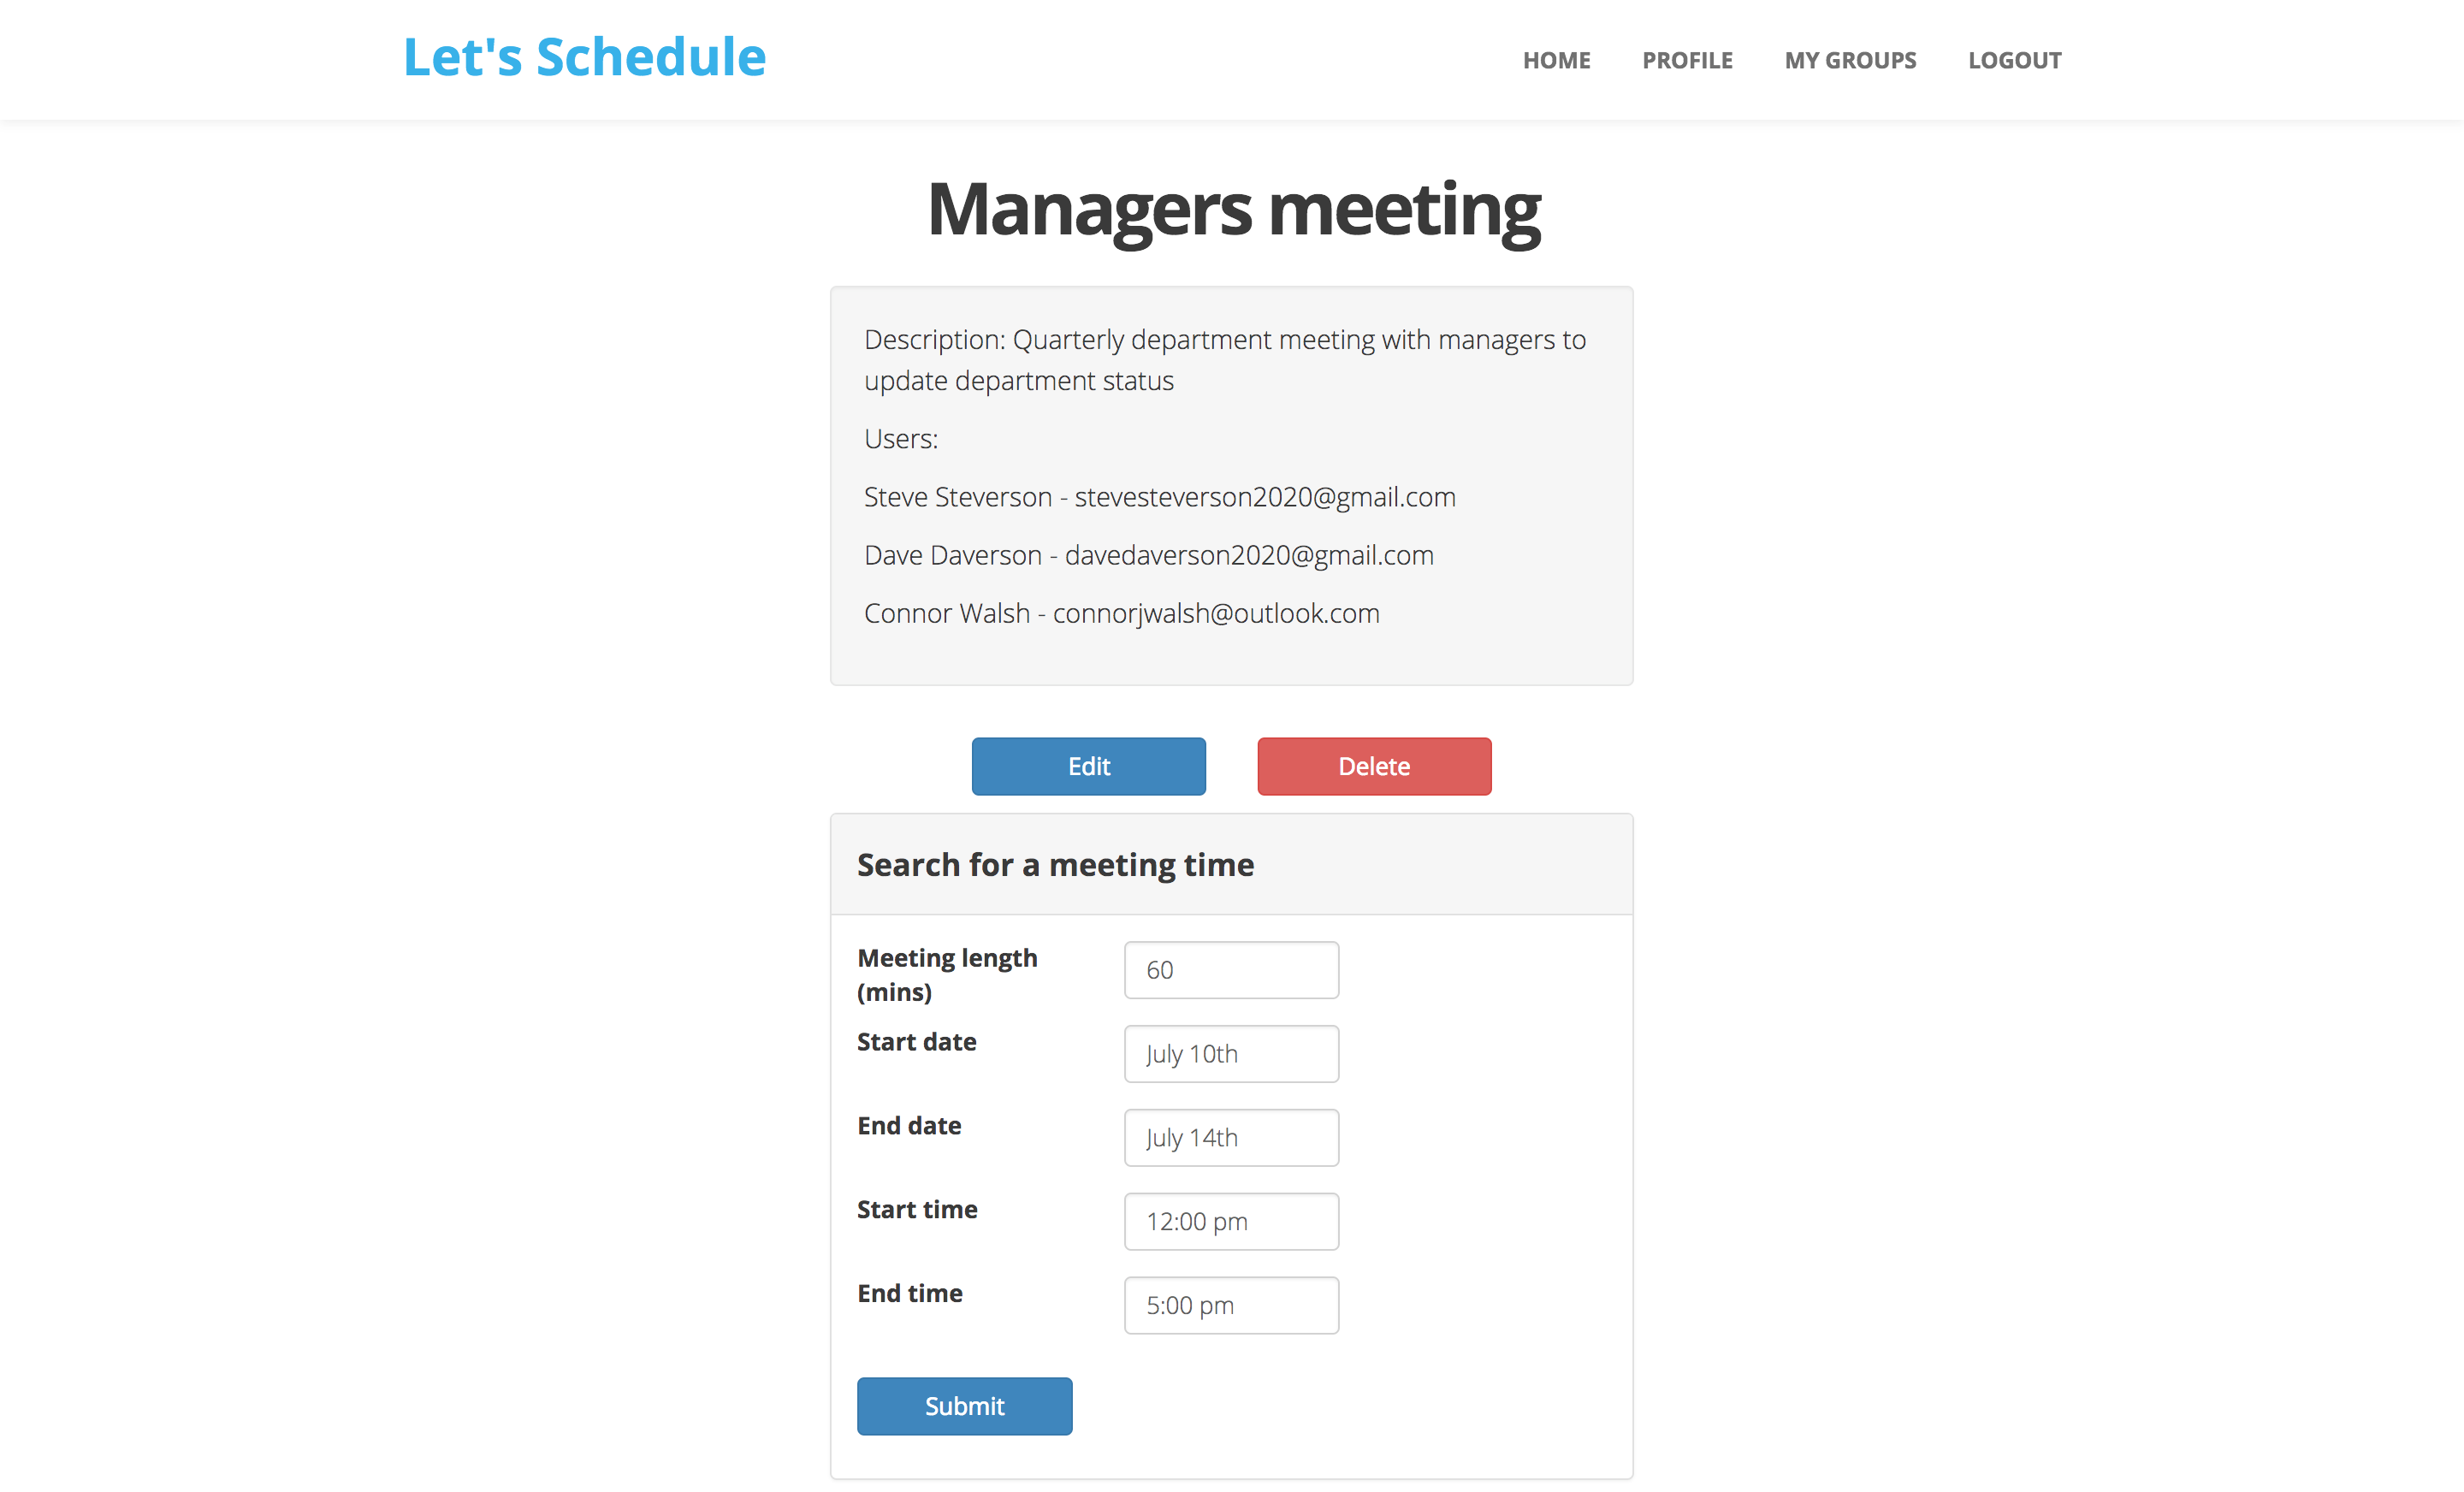 Let's Schedule
HOME PROFILE MY GROUPS LOGOUT
Managers meeting
Description: Quarterly department meeting with managers to
update department status
Users:
Steve Steverson - stevesteverson2020@gmail.com
Dave Daverson - davedaverson2020@gmail.com
Connor Walsh - connorjwalsh@outlook.com
Edit Delete
Search for a meeting time
Meeting length
(mins)
60
Start date
July 10th
End date
July 14th
Start time
12:00 pm
End time
5:00 pm
Submit